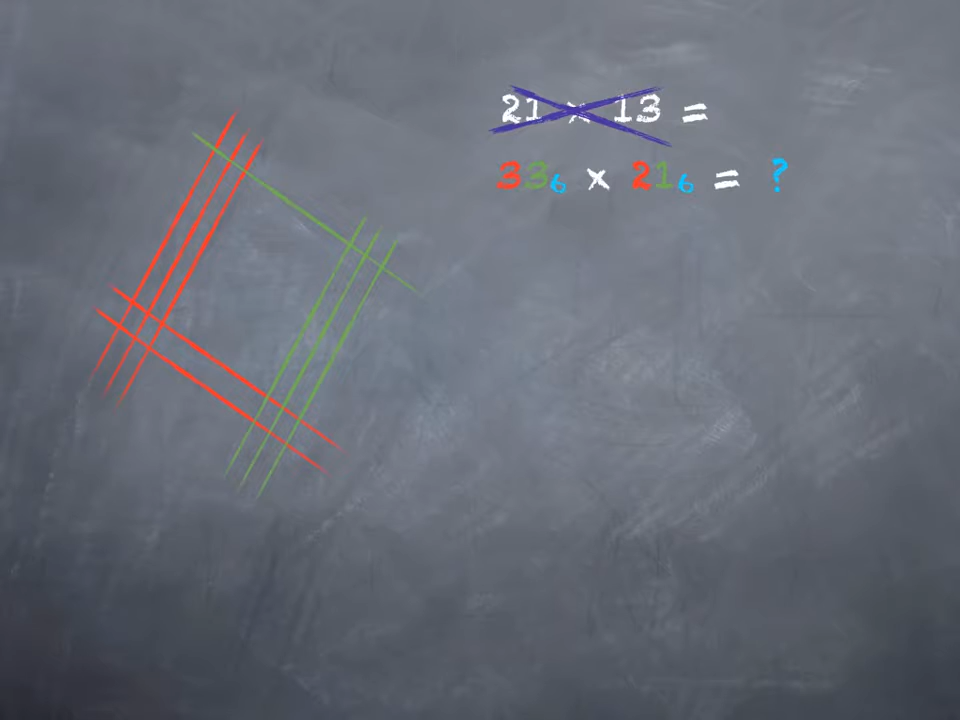 21 × 13 =
33₆ × 21₆ = ?